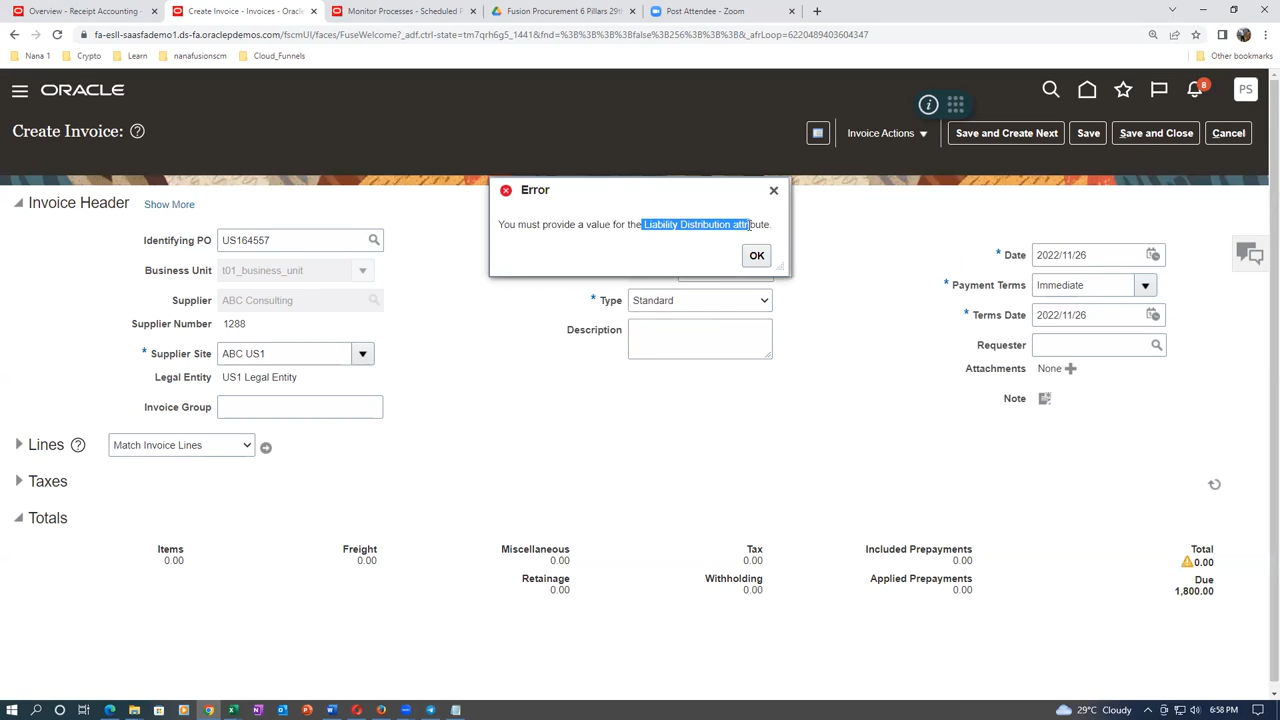 Overview - Receipt Accounting -
Create Invoice - Invoices - Oracle
Monitor Processes - Scheduled P
Fusion Procurement 6 Pillars 29th
Post Attendee - Zoom
fa-esll-saasfademo1.ds-fa.oraclepdemos.com/fscmUI/faces/FuseWelcome?_adf.ctrl-state=tm7qrh6g5_1441&fnd=%3B%3B%3B%3Bfalse%3B256%3B%3B%3B&_afrLoop=6220489403604347
Nana 1
Crypto
Learn
nanafusionscm
Cloud_Funnels
Other bookmarks
ORACLE
8
PS
Create Invoice:
Invoice Actions
Save and Create Next
Save
Save and Close
Cancel
Error
You must provide a value for the Liability Distribution attribute.
OK
Invoice Header
Show More
Identifying PO US164557
Business Unit t01_business_unit
Supplier ABC Consulting
Supplier Number 1288
* Supplier Site ABC US1
Legal Entity US1 Legal Entity
Invoice Group
* Type Standard
Description
* Date 2022/11/26
* Payment Terms Immediate
* Terms Date 2022/11/26
Requester
Attachments None
Note
Lines
Match Invoice Lines
Taxes
Totals
Items Freight Miscellaneous Tax Included Prepayments Total
0.00 0.00 0.00 0.00 0.00 0.00
Retainage Withholding Applied Prepayments Due
0.00 0.00 0.00 1,800.00
29°C Cloudy
6:58 PM